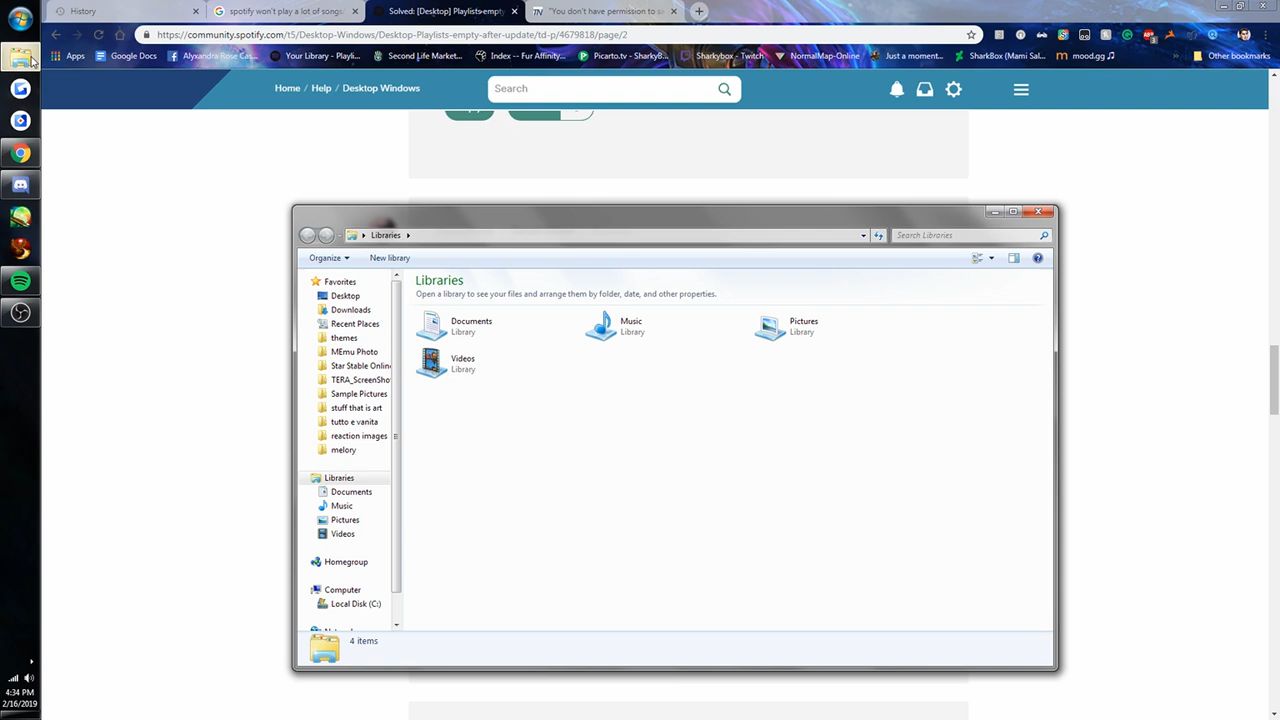 History
spotify won't play a lot of songs
Solved: [Desktop] Playlists-empty
"You don't have permission to sa
https://community.spotify.com/t5/Desktop-Windows/Desktop-Playlists-empty-after-update/td-p/4679818/page/2
Apps
Google Docs
Alyxandra Rose Cas
Your Library - Playli
Second Life Market
Index -- Fur Affinity
Picarto.tv - SharkyB
Sharkybox - Twitch
NormalMap-Online
Just a moment...
SharkBox (Mami Sal
mood.gg ♫
Other bookmarks
Home / Help / Desktop Windows
Search
Libraries
Search Libraries
Organize
New library
Favorites
Desktop
Downloads
Recent Places
themes
MEmu Photo
Star Stable Onlin
TERA_ScreenSho
Sample Pictures
stuff that is art
tutto e vanita
reaction images
melory
Libraries
Documents
Music
Pictures
Videos
Homegroup
Computer
Local Disk (C:)
Libraries
Open a library to see your files and arrange them by folder, date, and other properties.
Documents
Library
Music
Library
Pictures
Library
Videos
Library
4 items
4:34 PM
2/16/2019